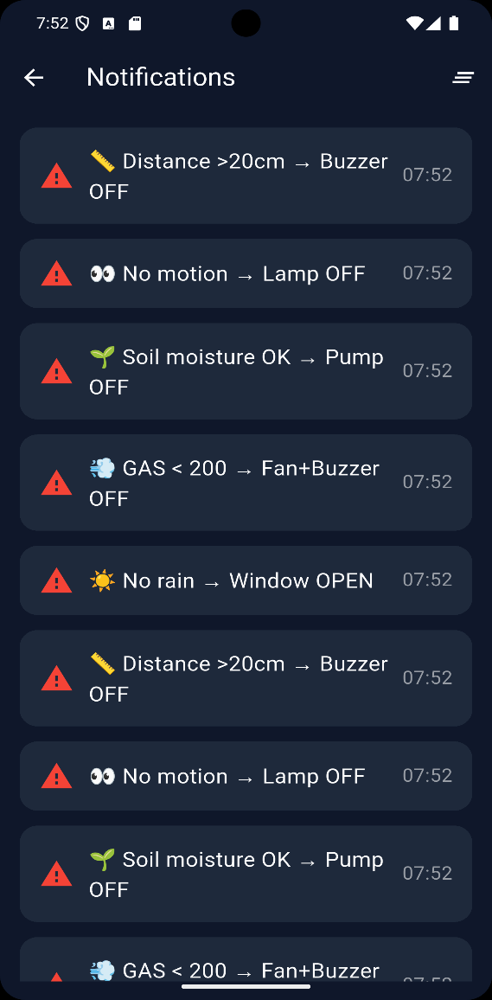 7:52
Notifications
📏 Distance >20cm → Buzzer
OFF
07:52
👀 No motion → Lamp OFF
07:52
🌱 Soil moisture OK → Pump
OFF
07:52
💨 GAS < 200 → Fan+Buzzer
OFF
07:52
☀️ No rain → Window OPEN
07:52
📏 Distance >20cm → Buzzer
OFF
07:52
👀 No motion → Lamp OFF
07:52
🌱 Soil moisture OK → Pump
OFF
07:52
💨 GAS < 200 → Fan+Buzzer